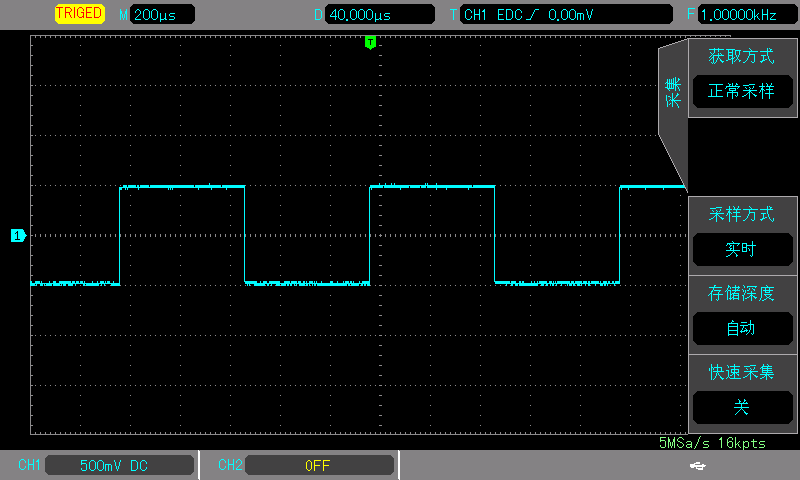 TRIGED M 200μs D 40.000μs T CH1 EDC 0.00mV F 1.00000kHz
T
获取方式
采集
正常采样
采样方式
1
实时
存储深度
自动
快速采集
关
5MSa/s 16kpts
CH1 500mV DC CH2 OFF